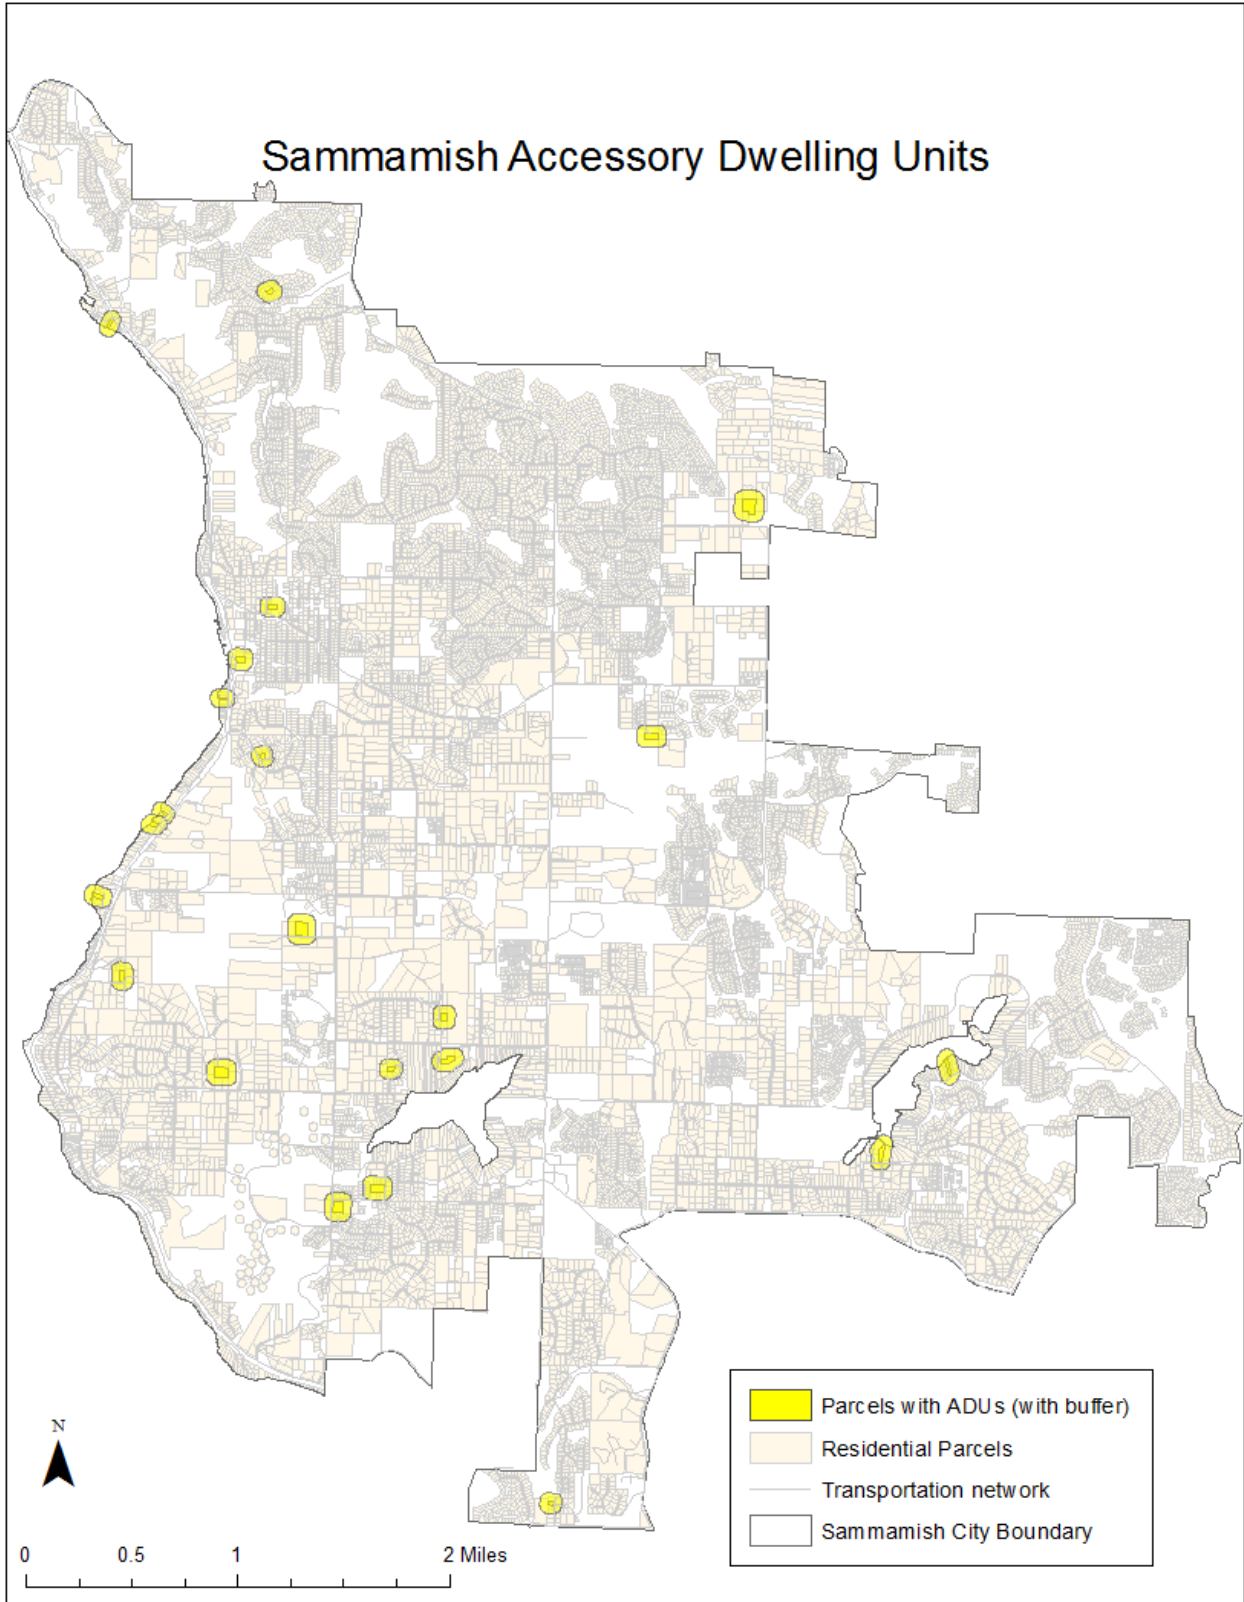 Sammamish Accessory Dwelling Units
Parcels with ADUs (with buffer)
Residential Parcels
Transportation network
Sammamish City Boundary
N
0 0.5 1 2 Miles